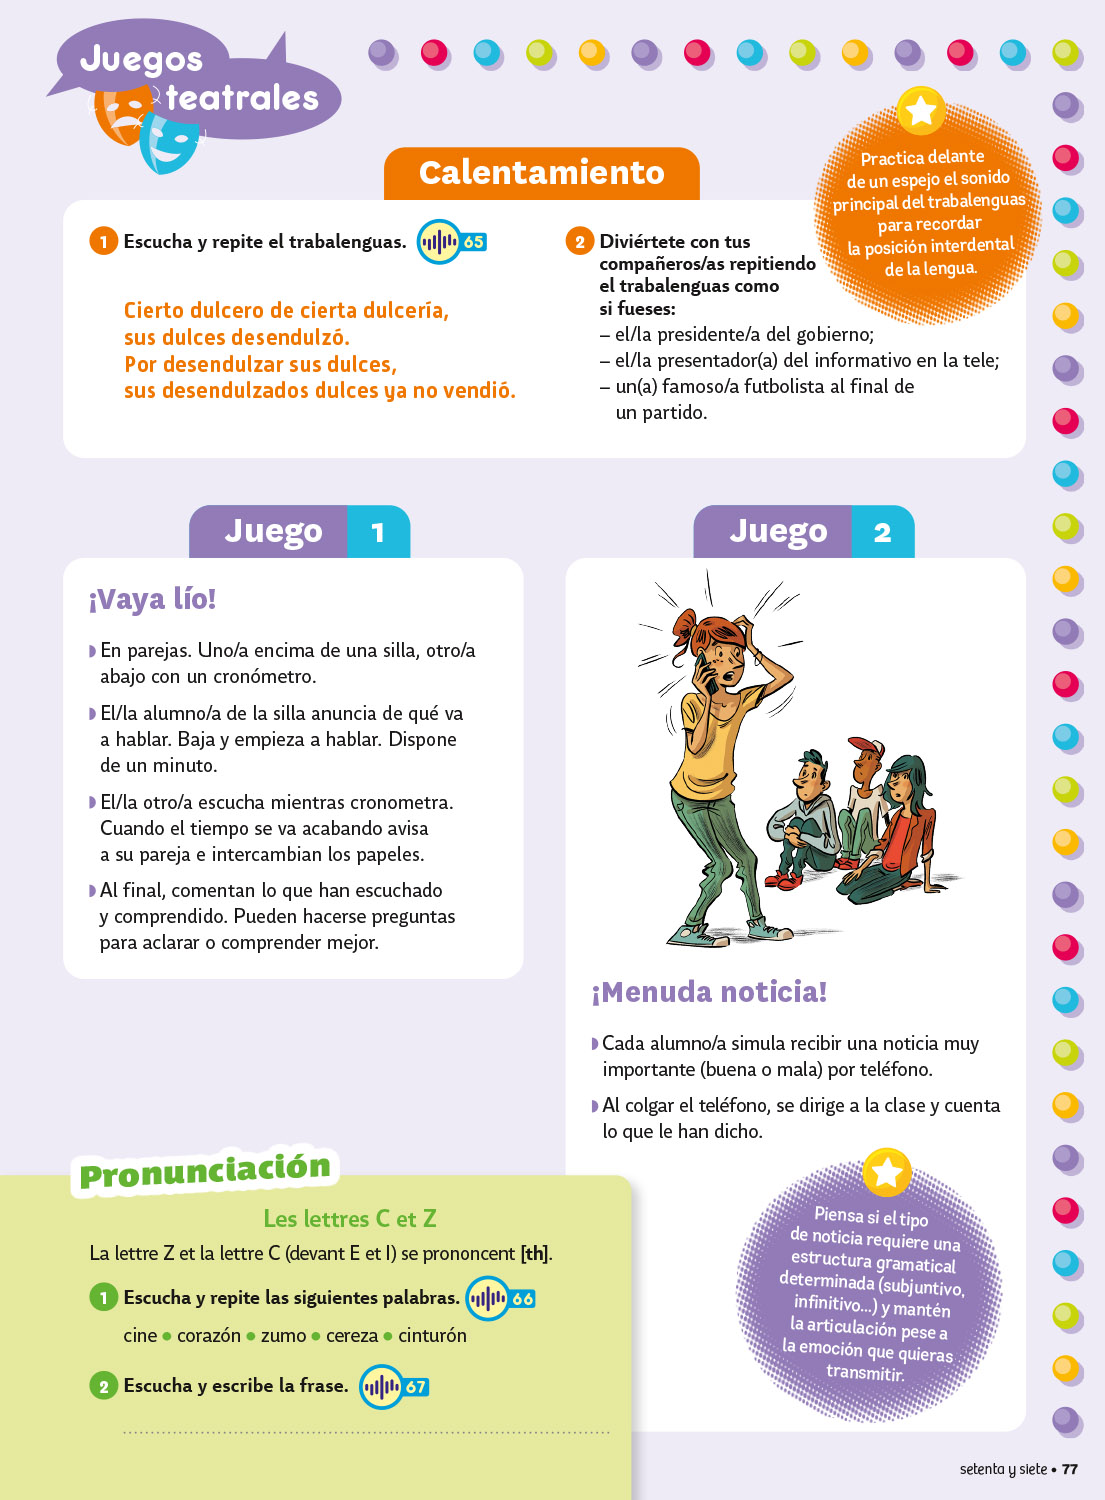 Juegos
teatrales
Calentamiento
1 Escucha y repite el trabalenguas. 65
Cierto dulcero de cierta dulcería,
sus dulces desendulzó.
Por desendulzar sus dulces,
sus desendulzados dulces ya no vendió.
2 Diviértete con tus
compañeros/as repitiendo
el trabalenguas como
si fueses:
– el/la presidente/a del gobierno;
– el/la presentador(a) del informativo en la tele;
– un(a) famoso/a futbolista al final de
un partido.
Practica delante
de un espejo el sonido
principal del trabalenguas
para recordar
la posición interdental
de la lengua.
Juego 1
¡Vaya lío!
En parejas. Uno/a encima de una silla, otro/a
abajo con un cronómetro.
El/la alumno/a de la silla anuncia de qué va
a hablar. Baja y empieza a hablar. Dispone
de un minuto.
El/la otro/a escucha mientras cronometra.
Cuando el tiempo se va acabando avisa
a su pareja e intercambian los papeles.
Al final, comentan lo que han escuchado
y comprendido. Pueden hacerse preguntas
para aclarar o comprender mejor.
Juego 2
¡Menuda noticia!
Cada alumno/a simula recibir una noticia muy
importante (buena o mala) por teléfono.
Al colgar el teléfono, se dirige a la clase y cuenta
lo que le han dicho.
Piensa si el tipo
de noticia requiere una
estructura gramatical
determinada (subjuntivo,
infinitivo...) y mantén
la articulación pese a
la emoción que quieras
transmitir.
Pronunciación
Les lettres C et Z
La lettre Z et la lettre C (devant E et I) se prononcent [th].
1 Escucha y repite las siguientes palabras. 66
cine • corazón • zumo • cereza • cinturón
2 Escucha y escribe la frase. 67
setenta y siete • 77